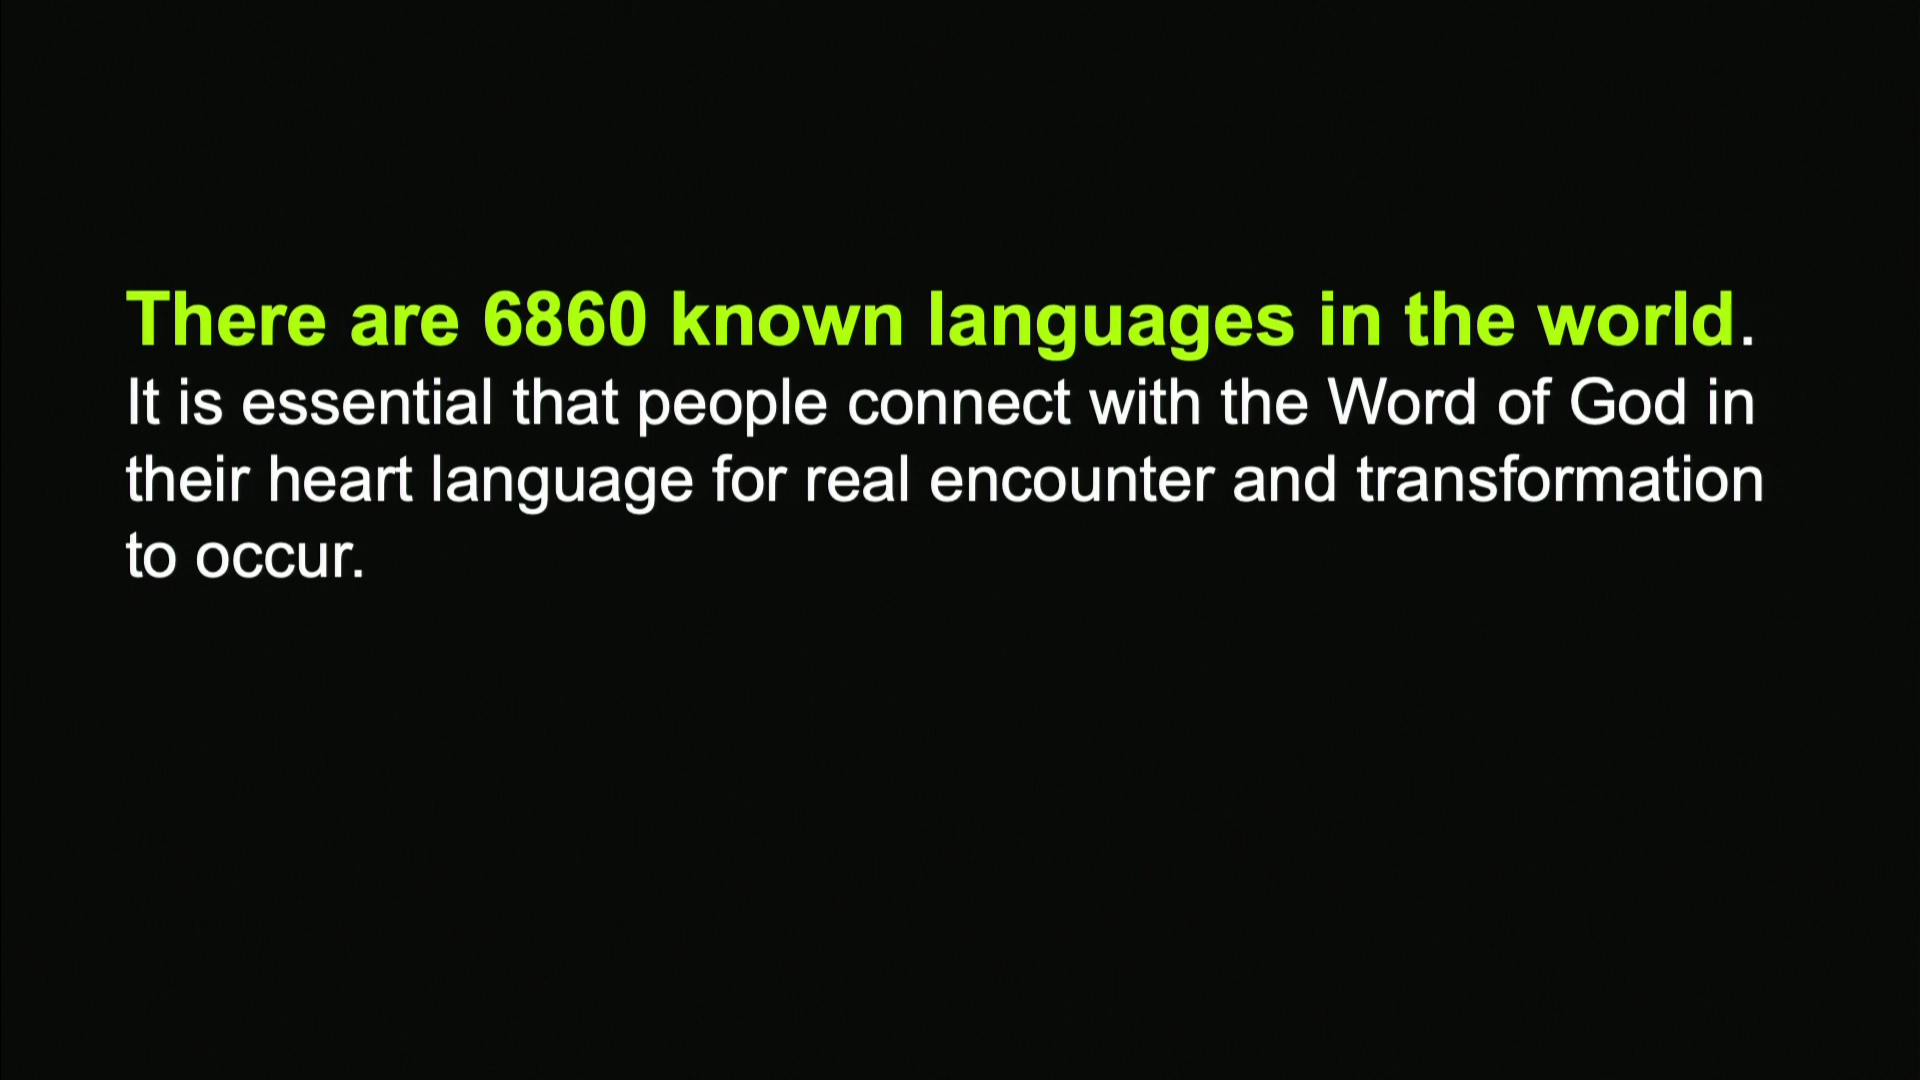 There are 6860 known languages in the world.
It is essential that people connect with the Word of God in
their heart language for real encounter and transformation
to occur.